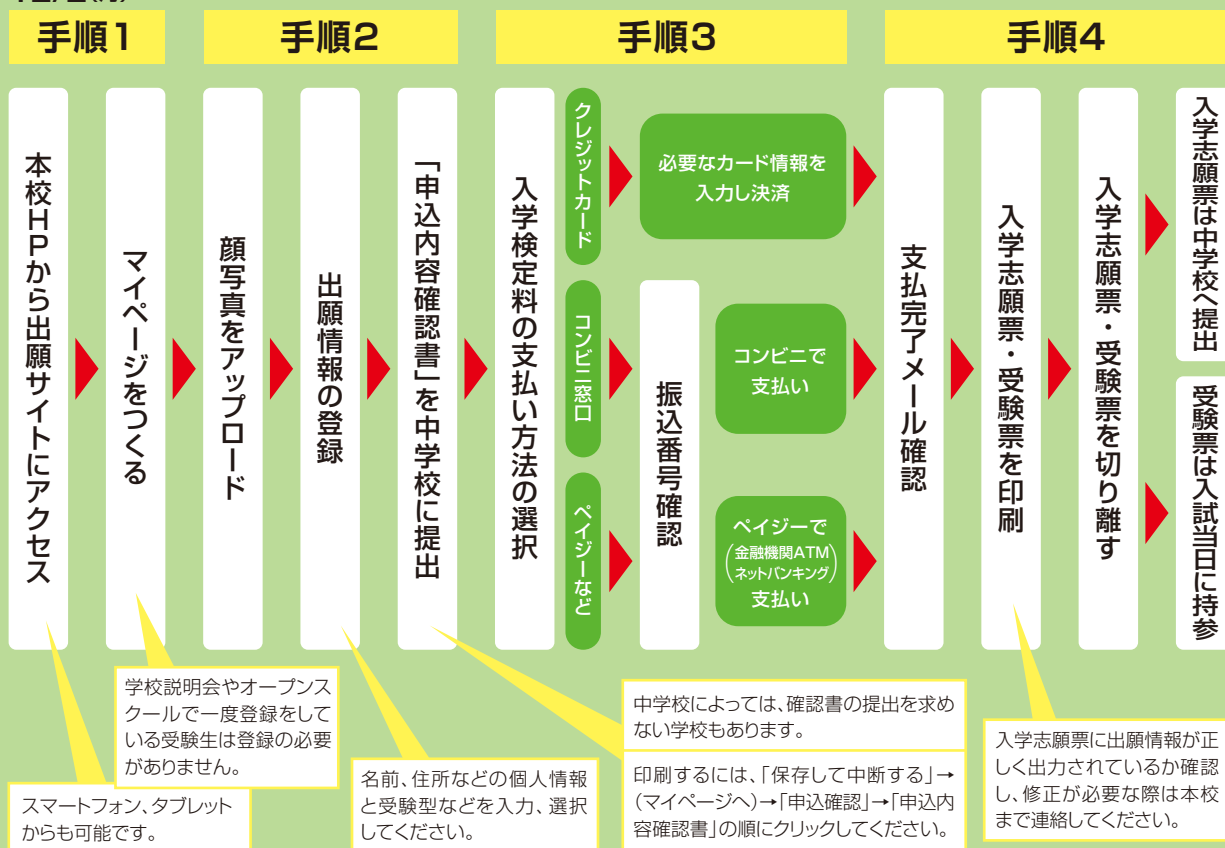 手順1
手順2
手順3
手順4
本校HPから出願サイトにアクセス
マイページをつくる
顔写真をアップロード
出願情報の登録
「申込内容確認書」を中学校に提出
入学検定料の支払い方法の選択
クレジットカード
必要なカード情報を
入力し決済
コンビニ窓口
ペイジーなど
振込番号確認
コンビニで
支払い
ペイジーで
(金融機関ATM
ネットバンキング)
支払い
支払完了メール確認
入学志願票・受験票を印刷
入学志願票・受験票を切り離す
入学志願票は中学校へ提出
受験票は入試当日に持参
スマートフォン、タブレット
からも可能です。
学校説明会やオープンス
クールで一度登録をして
いる受験生は登録の必要
がありません。
名前、住所などの個人情報
と受験型などを入力、選択
してください。
中学校によっては、確認書の提出を求め
ない学校もあります。
印刷するには、「保存して中断する」→
(マイページへ)→「申込確認」→「申込内
容確認書」の順にクリックしてください。
入学志願票に出願情報が正
しく出力されているか確認
し、修正が必要な際は本校
まで連絡してください。